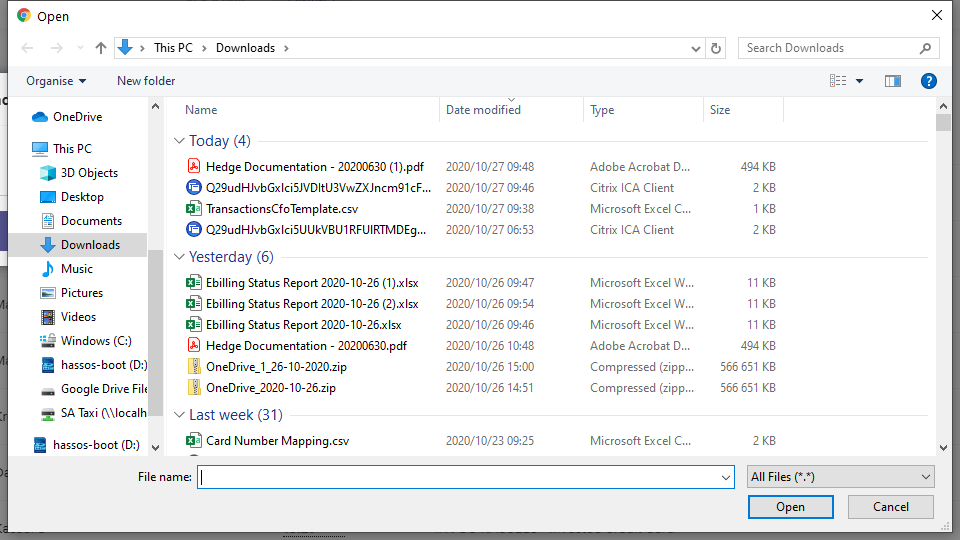 Open
This PC > Downloads >
Search Downloads
Organise
New folder
Name Date modified Type Size
OneDrive
This PC
3D Objects
Desktop
Documents
Downloads
Music
Pictures
Videos
Windows (C:)
hassos-boot (D:)
Google Drive File
SA Taxi (\\localh
hassos-boot (D:)
Today (4)
Hedge Documentation - 20200630 (1).pdf 2020/10/27 09:48 Adobe Acrobat D... 494 KB
2020/10/27 09:46 Citrix ICA Client 2 KB
TransactionsCfoTemplate.csv 2020/10/27 09:38 Microsoft Excel C... 1 KB
2020/10/27 06:53 Citrix ICA Client 2 KB
Yesterday (6)
Ebilling Status Report 2020-10-26 (1).xlsx 2020/10/26 09:47 Microsoft Excel W... 11 KB
Ebilling Status Report 2020-10-26 (2).xlsx 2020/10/26 09:54 Microsoft Excel W... 11 KB
Ebilling Status Report 2020-10-26.xlsx 2020/10/26 09:46 Microsoft Excel W... 11 KB
Hedge Documentation - 20200630.pdf 2020/10/26 10:48 Adobe Acrobat D... 494 KB
OneDrive_1_26-10-2020.zip 2020/10/26 15:00 Compressed (zipp... 566 651 KB
OneDrive_2020-10-26.zip 2020/10/26 14:51 Compressed (zipp... 566 651 KB
Last week (31)
Card Number Mapping.csv 2020/10/23 09:25 Microsoft Excel C... 2 KB
File name:
All Files (*.*)
Open
Cancel